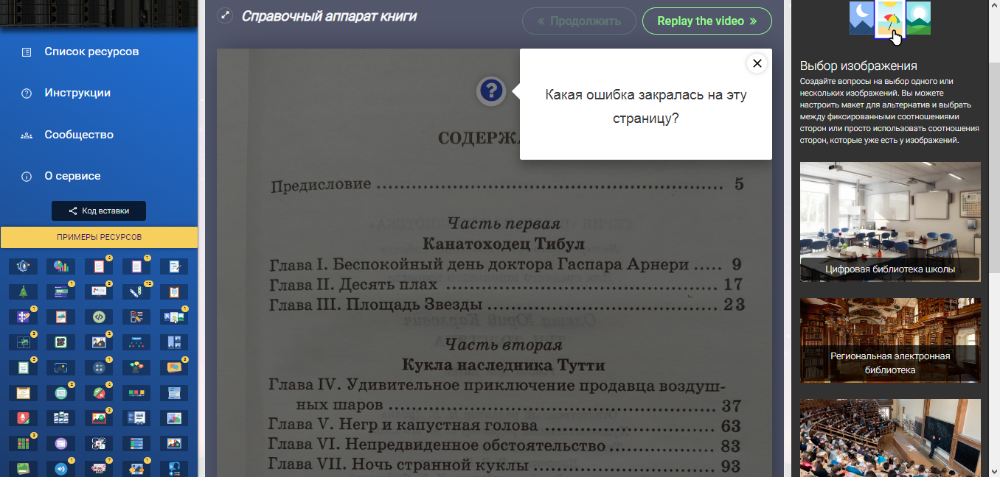 Список ресурсов
Инструкции
Сообщество
О сервисе
Код вставки
ПРИМЕРЫ РЕСУРСОВ
Справочный аппарат книги
« Продолжить
Replay the video »
Какая ошибка закралась на эту
страницу?
СОДЕРЖА
Предисловие ........ 5
Часть первая
Канатоходец Тибул
Глава I. Беспокойный день доктора Гаспара Арнери ..... 9
Глава II. Десять плах ........ 17
Глава III. Площадь Звезды ........ 23
Часть вторая
Кукла наследника Тутти
Глава IV. Удивительное приключение продавца воздуш-
ных шаров ........ 37
Глава V. Негр и капустная голова ........ 63
Глава VI. Непредвиденное обстоятельство ........ 83
Глава VII. Ночь странной куклы ........ 93
Выбор изображения
Создайте вопросы на выбор одного или
нескольких изображений. Вы можете
настроить макет для альтернатив и выбрать
между фиксированными соотношениями
сторон или просто использовать соотношения
сторон, которые уже есть у изображений.
Цифровая библиотека школы
Региональная электронная
библиотека